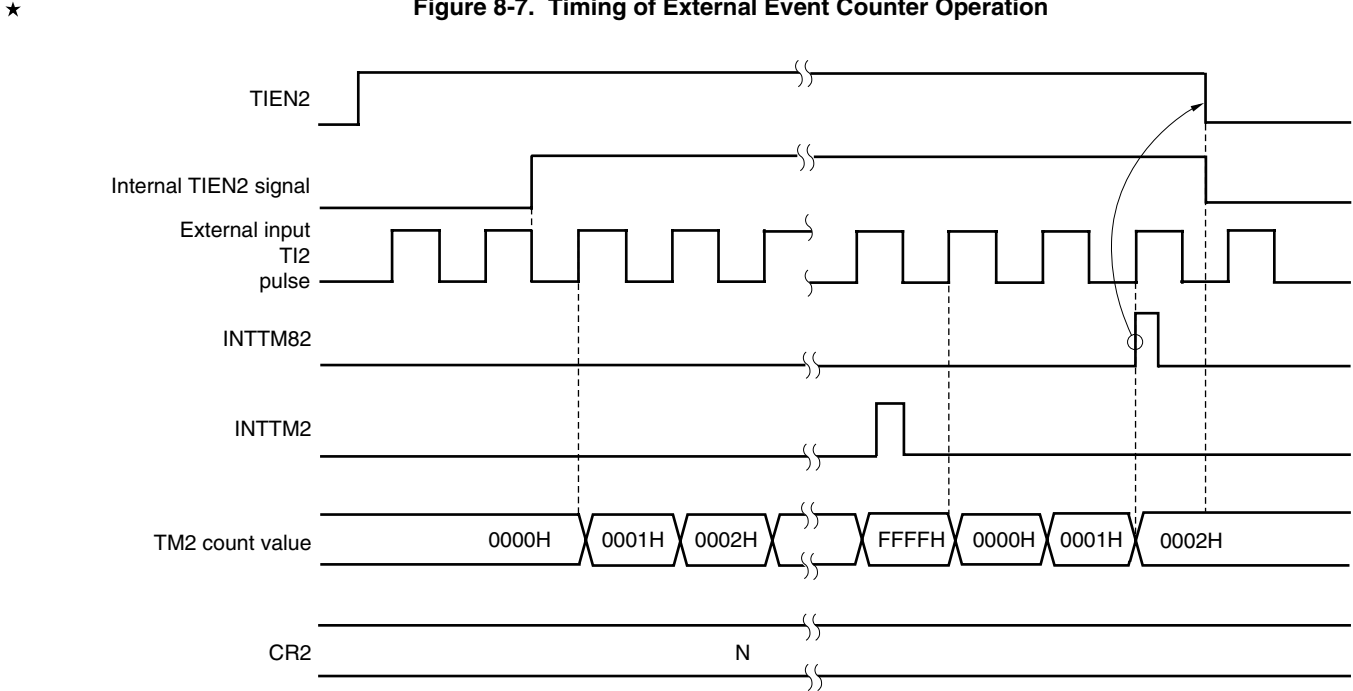 ★ Figure 8-7. Timing of External Event Counter Operation
TIEN2
Internal TIEN2 signal
External input
TI2
pulse
INTTM82
INTTM2
TM2 count value 0000H 0001H 0002H FFFFH 0000H 0001H 0002H
CR2 N